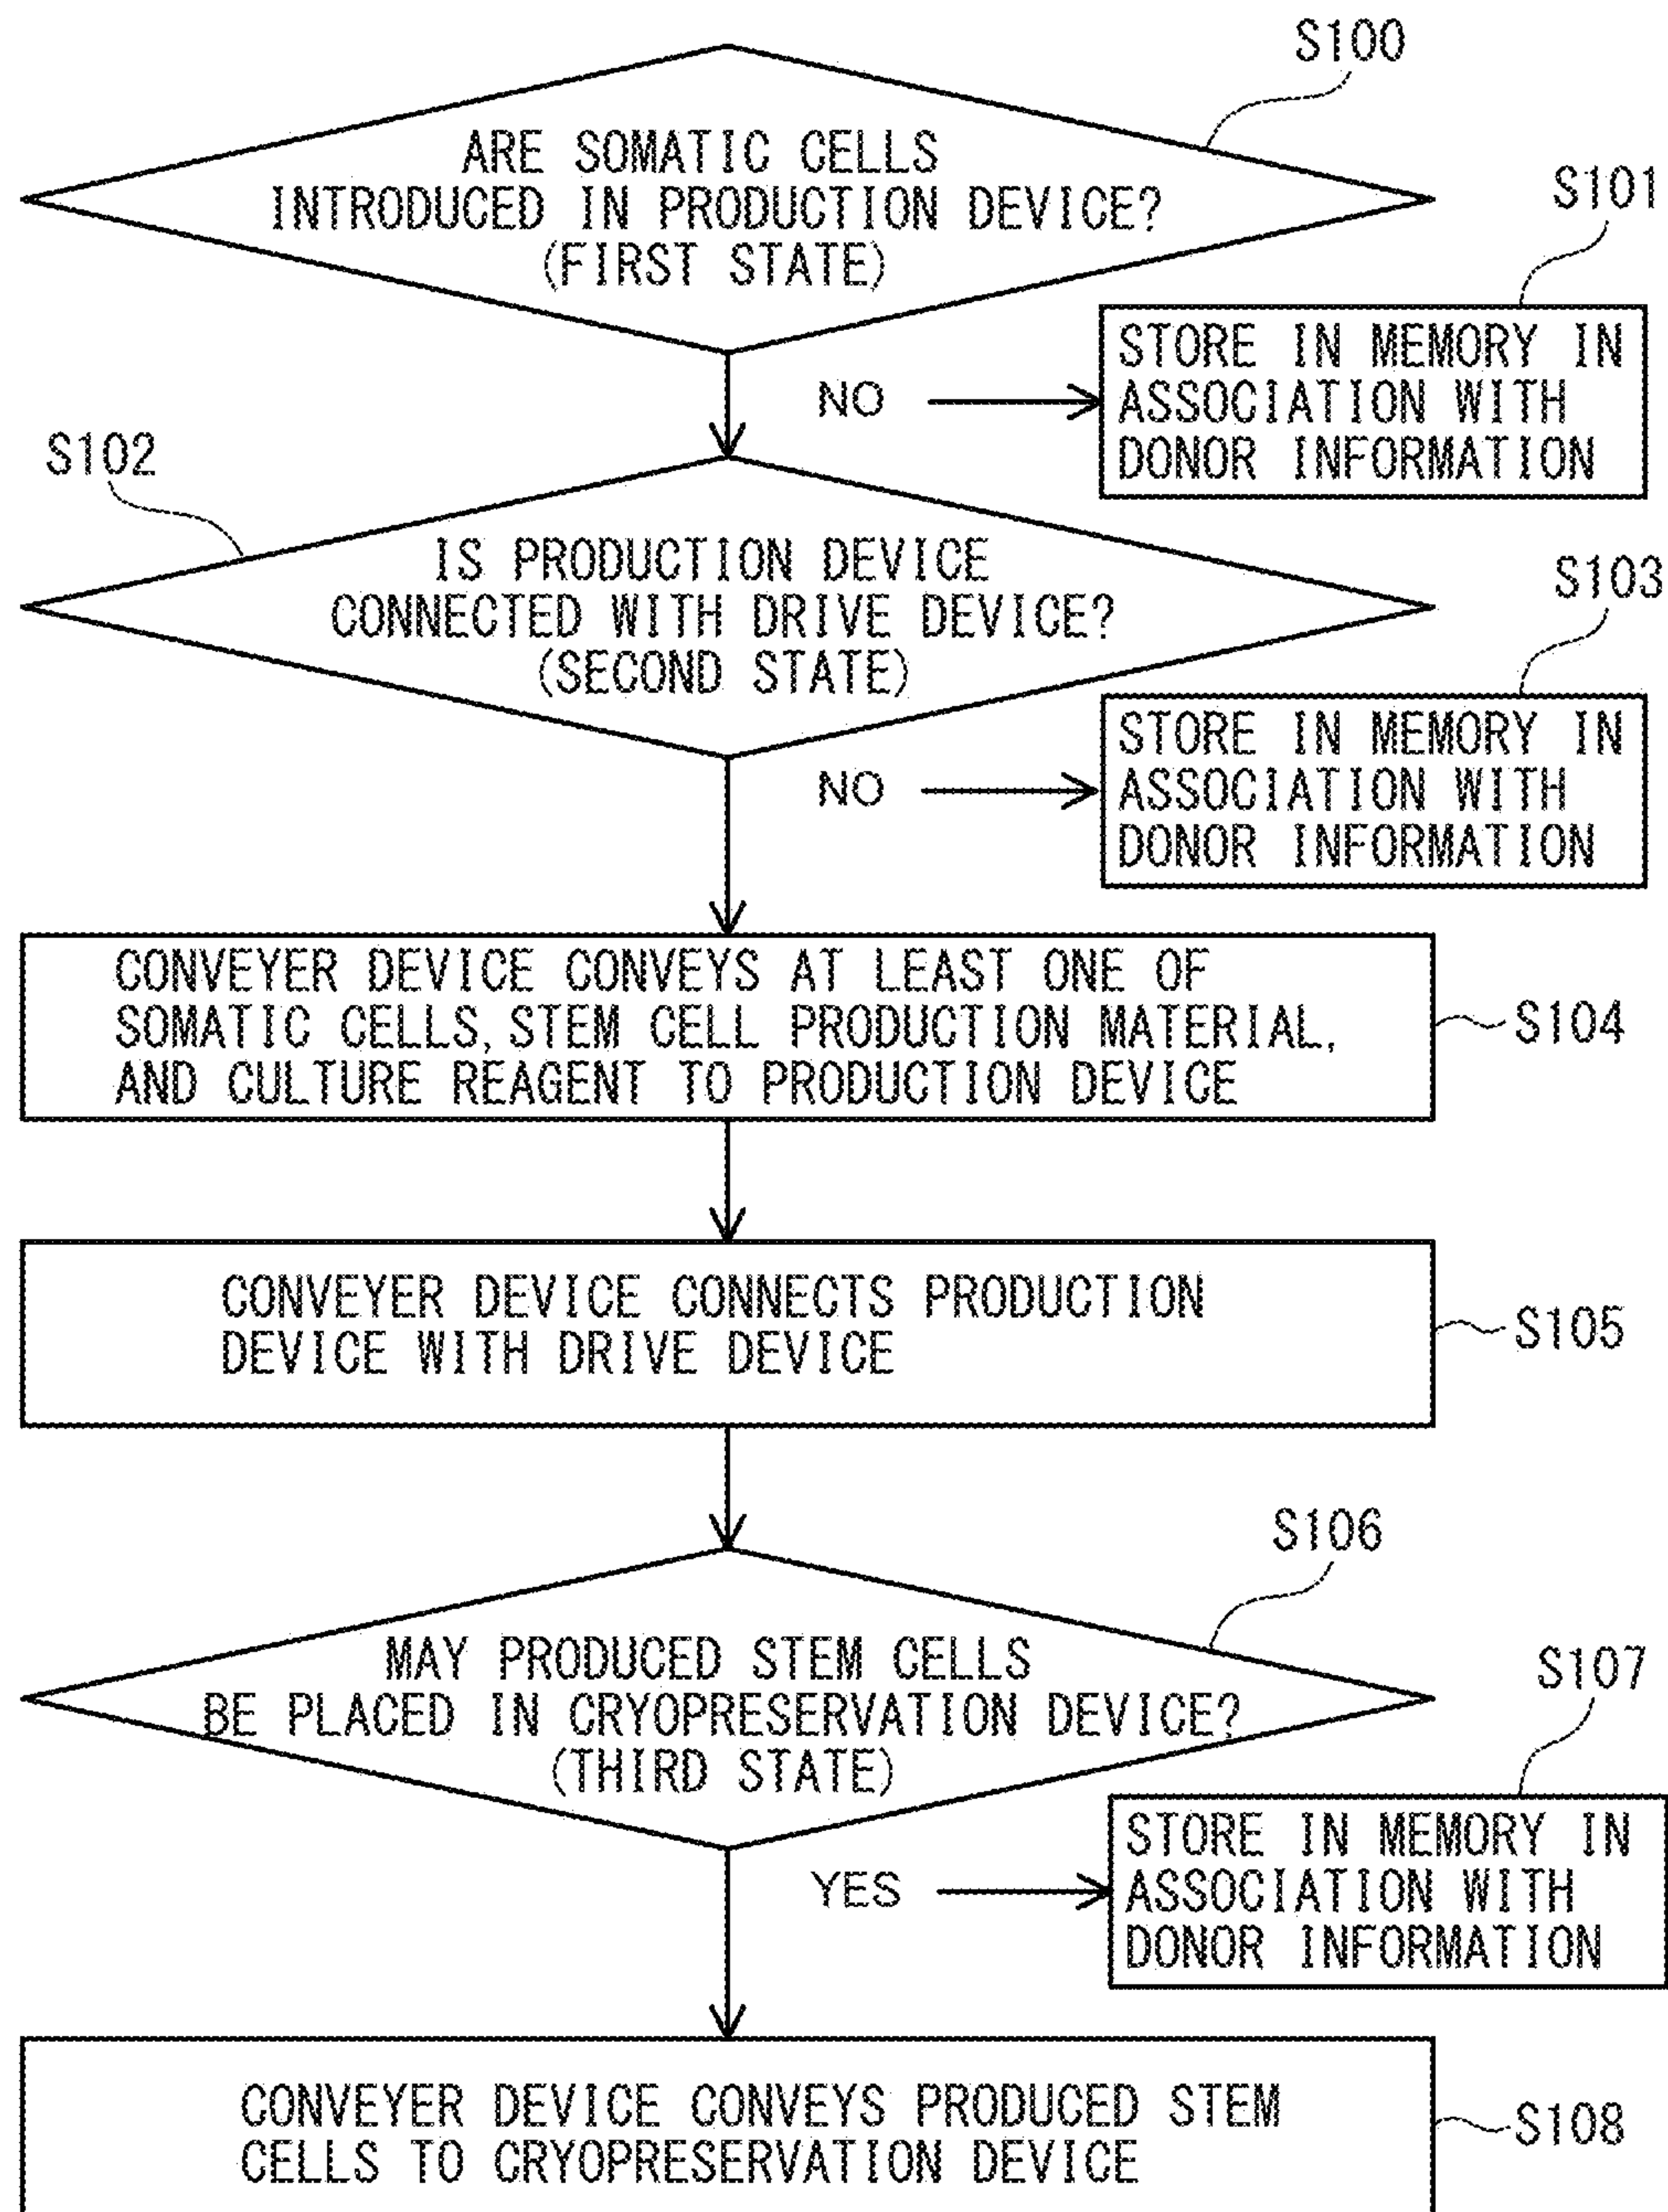 S100
ARE SOMATIC CELLS
INTRODUCED IN PRODUCTION DEVICE?
(FIRST STATE)
S101
NO
STORE IN MEMORY IN
ASSOCIATION WITH
DONOR INFORMATION
S102
IS PRODUCTION DEVICE
CONNECTED WITH DRIVE DEVICE?
(SECOND STATE)
S103
NO
STORE IN MEMORY IN
ASSOCIATION WITH
DONOR INFORMATION
CONVEYER DEVICE CONVEYS AT LEAST ONE OF
SOMATIC CELLS, STEM CELL PRODUCTION MATERIAL,
AND CULTURE REAGENT TO PRODUCTION DEVICE
S104
CONVEYER DEVICE CONNECTS PRODUCTION
DEVICE WITH DRIVE DEVICE
S105
S106
MAY PRODUCED STEM CELLS
BE PLACED IN CRYOPRESERVATION DEVICE?
(THIRD STATE)
S107
YES
STORE IN MEMORY IN
ASSOCIATION WITH
DONOR INFORMATION
CONVEYER DEVICE CONVEYS PRODUCED STEM
CELLS TO CRYOPRESERVATION DEVICE
S108